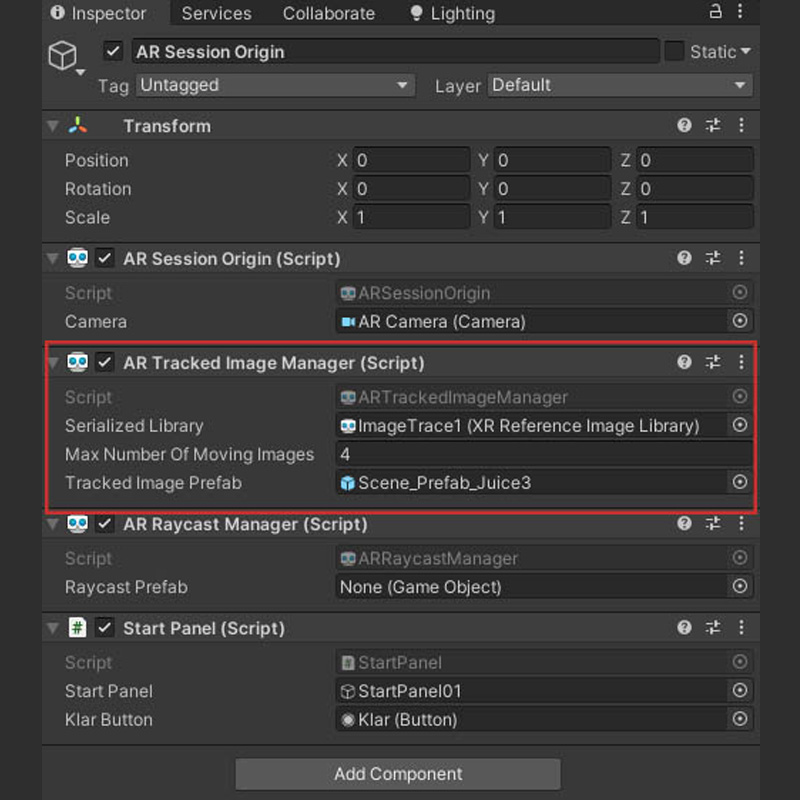 Inspector Services Collaborate Lighting
AR Session Origin Static
Tag Untagged Layer Default
Transform
Position X 0 Y 0 Z 0
Rotation X 0 Y 0 Z 0
Scale X 1 Y 1 Z 1
AR Session Origin (Script)
Script ARSessionOrigin
Camera AR Camera (Camera)
AR Tracked Image Manager (Script)
Script ARTrackedImageManager
Serialized Library ImageTrace1 (XR Reference Image Library)
Max Number Of Moving Images 4
Tracked Image Prefab Scene_Prefab_Juice3
AR Raycast Manager (Script)
Script ARRaycastManager
Raycast Prefab None (Game Object)
# Start Panel (Script)
Script # StartPanel
Start Panel StartPanel01
Klar Button Klar (Button)
Add Component